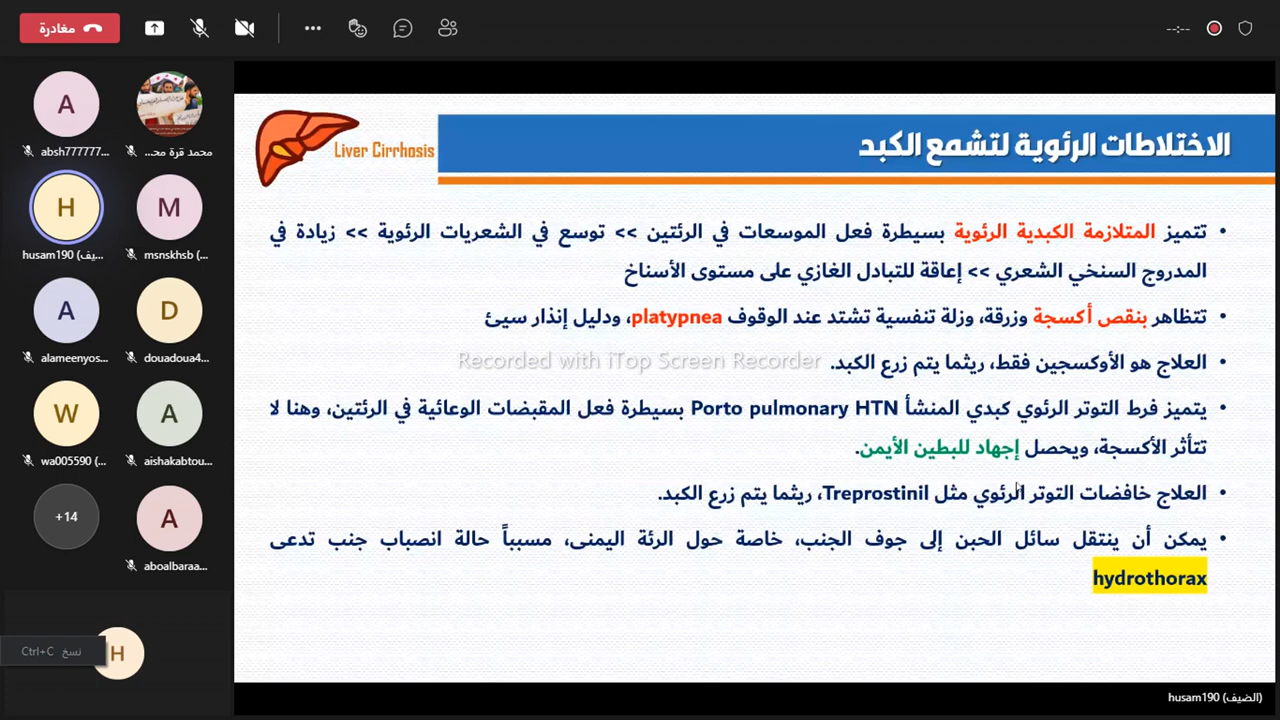 مغادرة
--:--
A
absh777777...
محمد قرة محـ...
H
husam190 (ضيف)...
M
msnskhsb (...
A
alameenyos...
D
douadoua4...
W
wa005590 (...
A
aishakabtou...
+14
A
aboalbaraa...
نسخ Ctrl+C
H
Liver Cirrhosis
الاختلاطات الرئوية لتشمع الكبد
• تتميز المتلازمة الكبدية الرئوية بسيطرة فعل الموسعات في الرئتين >> توسع في الشعريات الرئوية >> زيادة في
المدروج السنخي الشعري >> إعاقة للتبادل الغازي على مستوى الأسناخ
• تتظاهر بنقص أكسجة وزرقة، وزلة تنفسية تشتد عند الوقوف platypnea، ودليل إنذار سيئ
Recorded with iTop Screen Recorder
• العلاج هو الأوكسجين فقط، ريثما يتم زرع الكبد.
• يتميز فرط التوتر الرئوي كبدي المنشأ Porto pulmonary HTN بسيطرة فعل المقبضات الوعائية في الرئتين، وهنا لا
تتأثر الأكسجة، ويحصل إجهاد للبطين الأيمن.
• العلاج خافضات التوتر الرئوي مثل Treprostinil، ريثما يتم زرع الكبد.
• يمكن أن ينتقل سائل الحبن إلى جوف الجنب، خاصة حول الرئة اليمنى، مسبباً حالة انصباب جنب تدعى
hydrothorax
husam190 (الضيف)